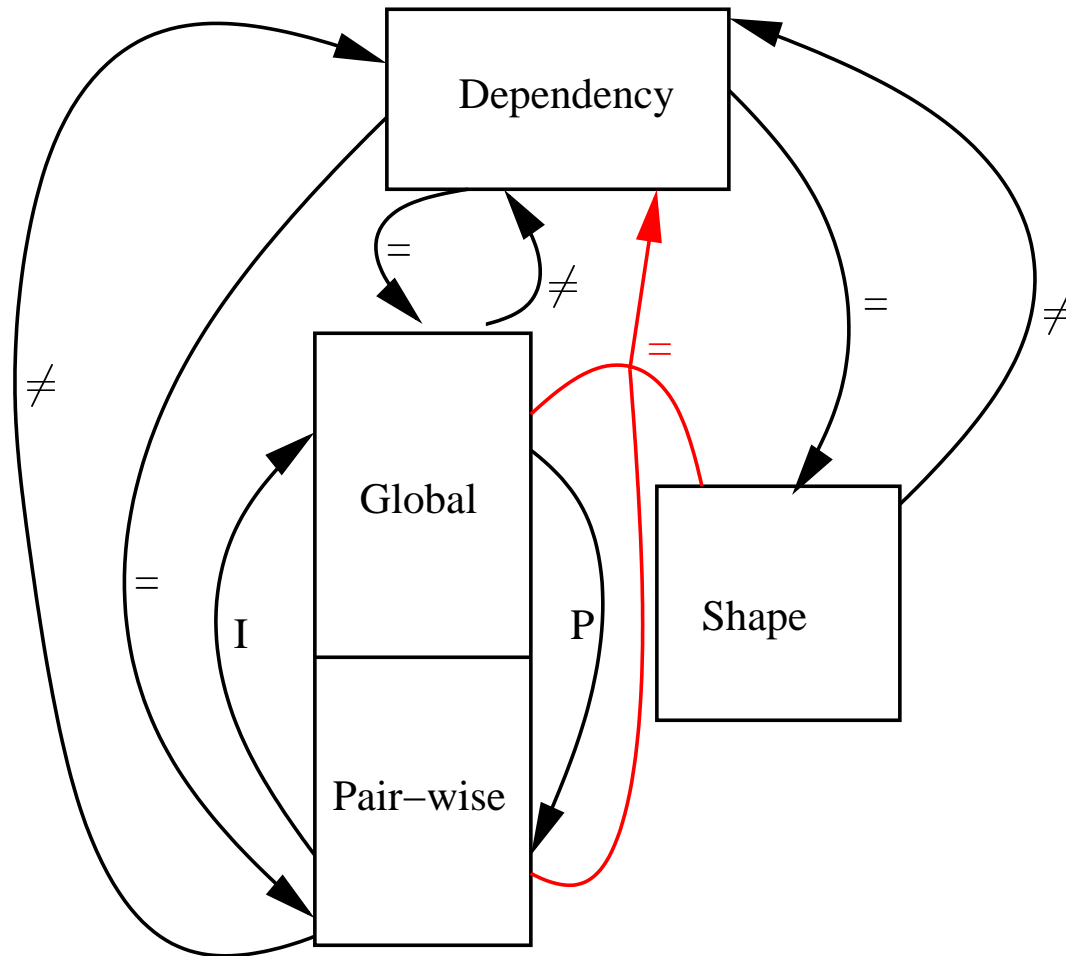 Dependency
=
≠
=
≠
=
≠
Global
=
I
P
Shape
Pair−wise